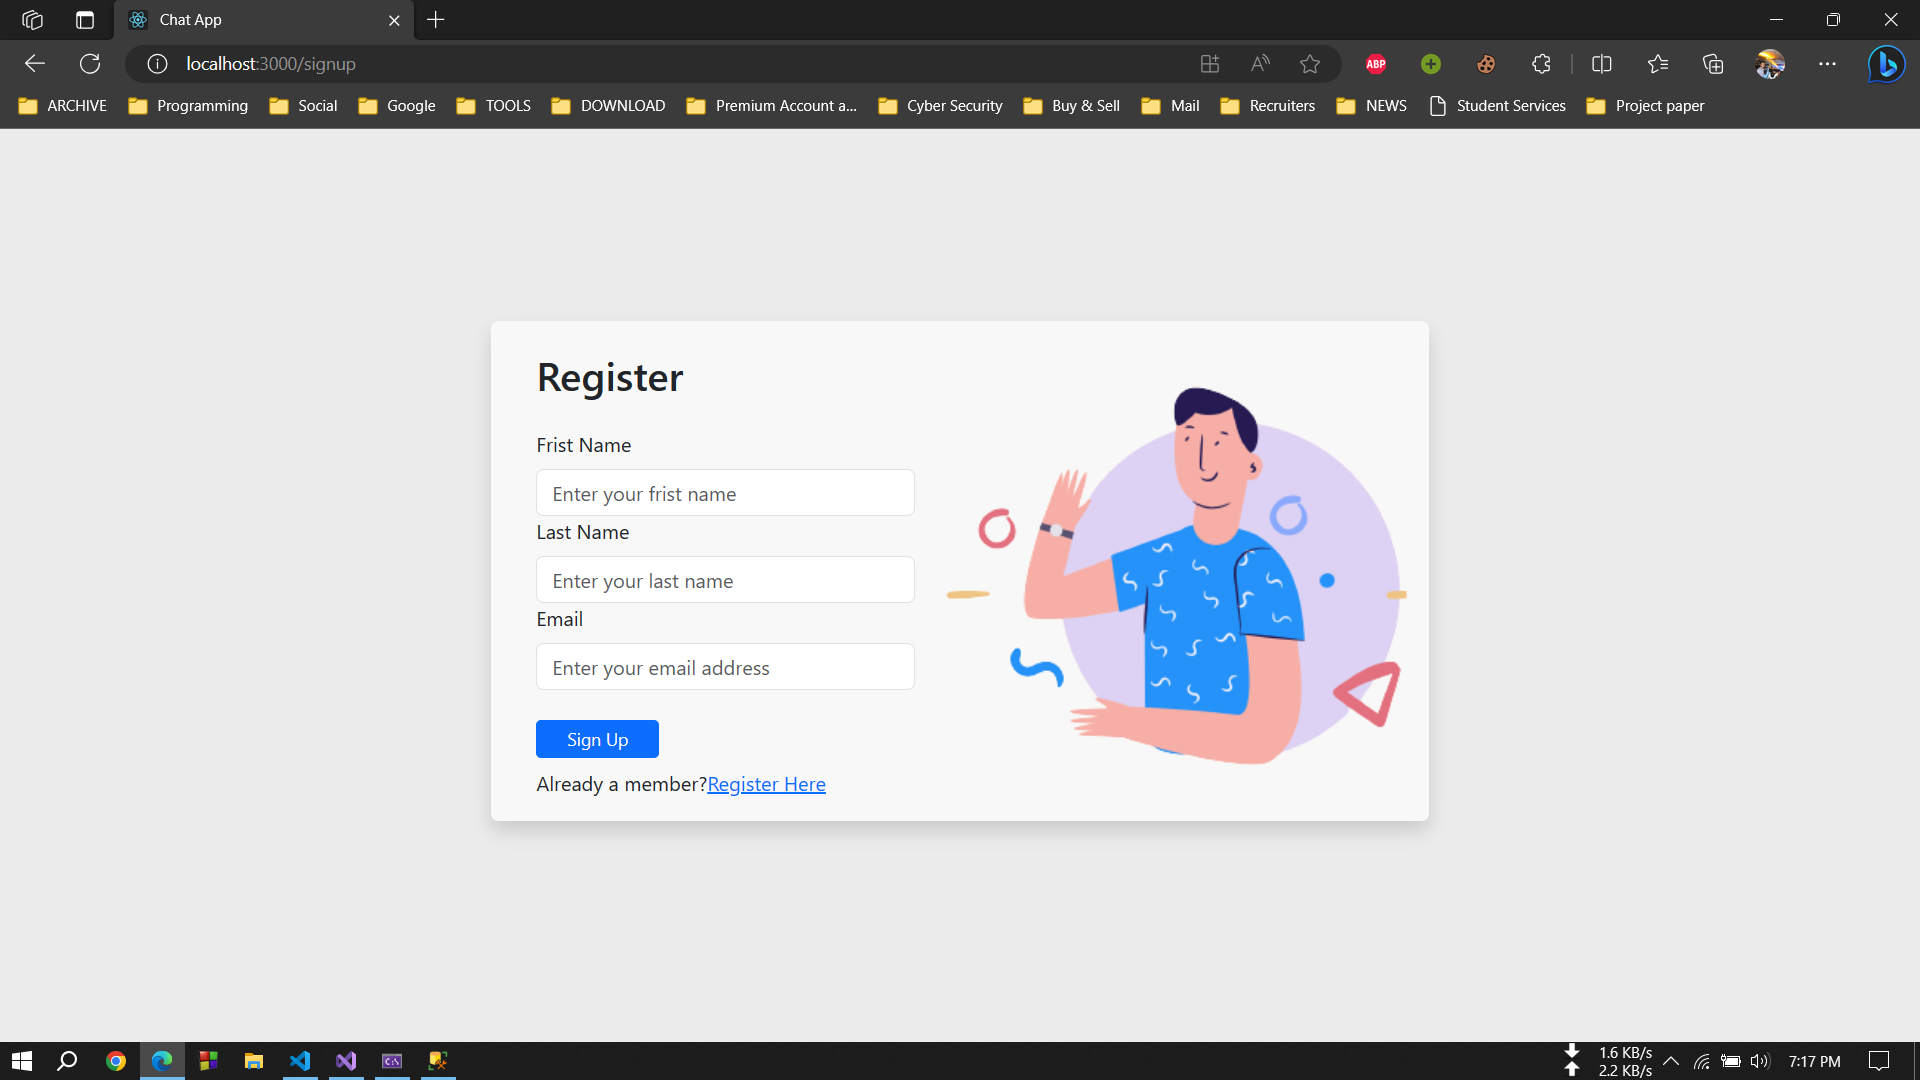 Chat App
localhost:3000/signup
ABP
ARCHIVE Programming Social Google TOOLS DOWNLOAD Premium Account a... Cyber Security Buy & Sell Mail Recruiters NEWS Student Services Project paper
Register
Frist Name
Enter your frist name
Last Name
Enter your last name
Email
Enter your email address
Sign Up
Already a member?Register Here
1.6 KB/s
2.2 KB/s
7:17 PM